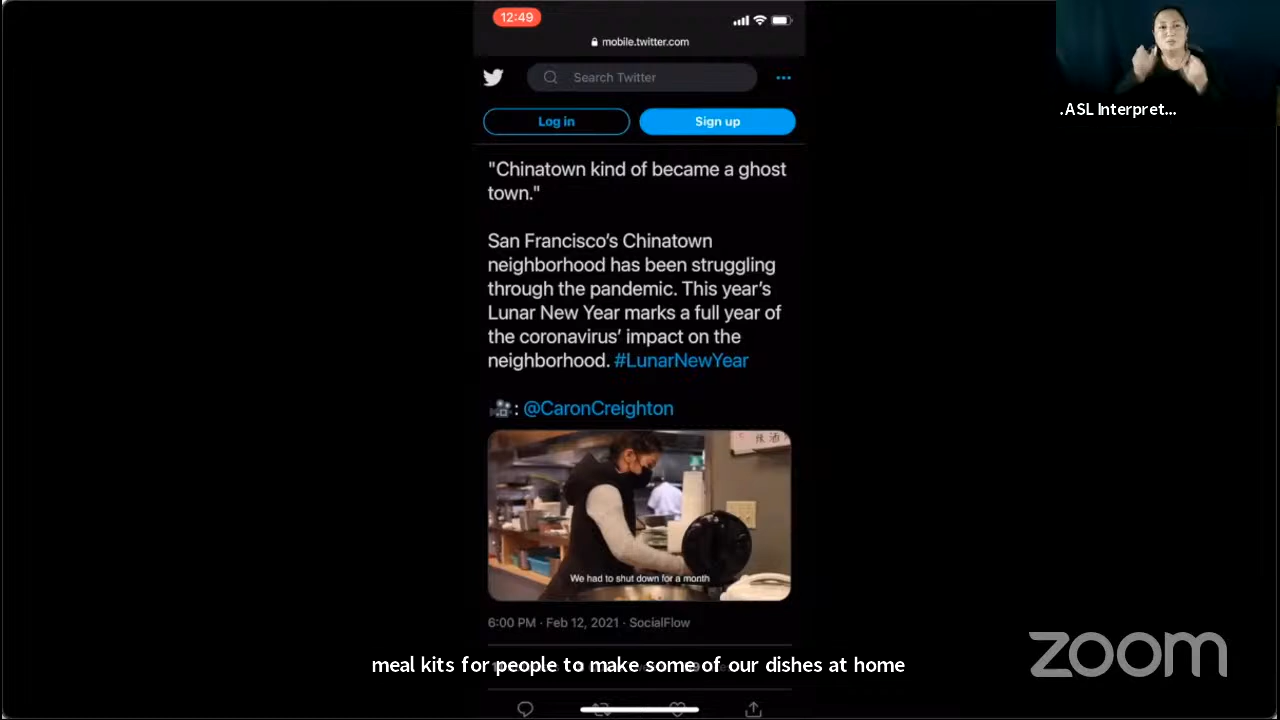 12:49
mobile.twitter.com
Search Twitter
.ASL Interpret...
Log in
Sign up
"Chinatown kind of became a ghost
town."
San Francisco’s Chinatown
neighborhood has been struggling
through the pandemic. This year’s
Lunar New Year marks a full year of
the coronavirus’ impact on the
neighborhood. #LunarNewYear
: @CaronCreighton
We had to shut down for a month
6:00 PM · Feb 12, 2021 · SocialFlow
meal kits for people to make some of our dishes at home
zoom